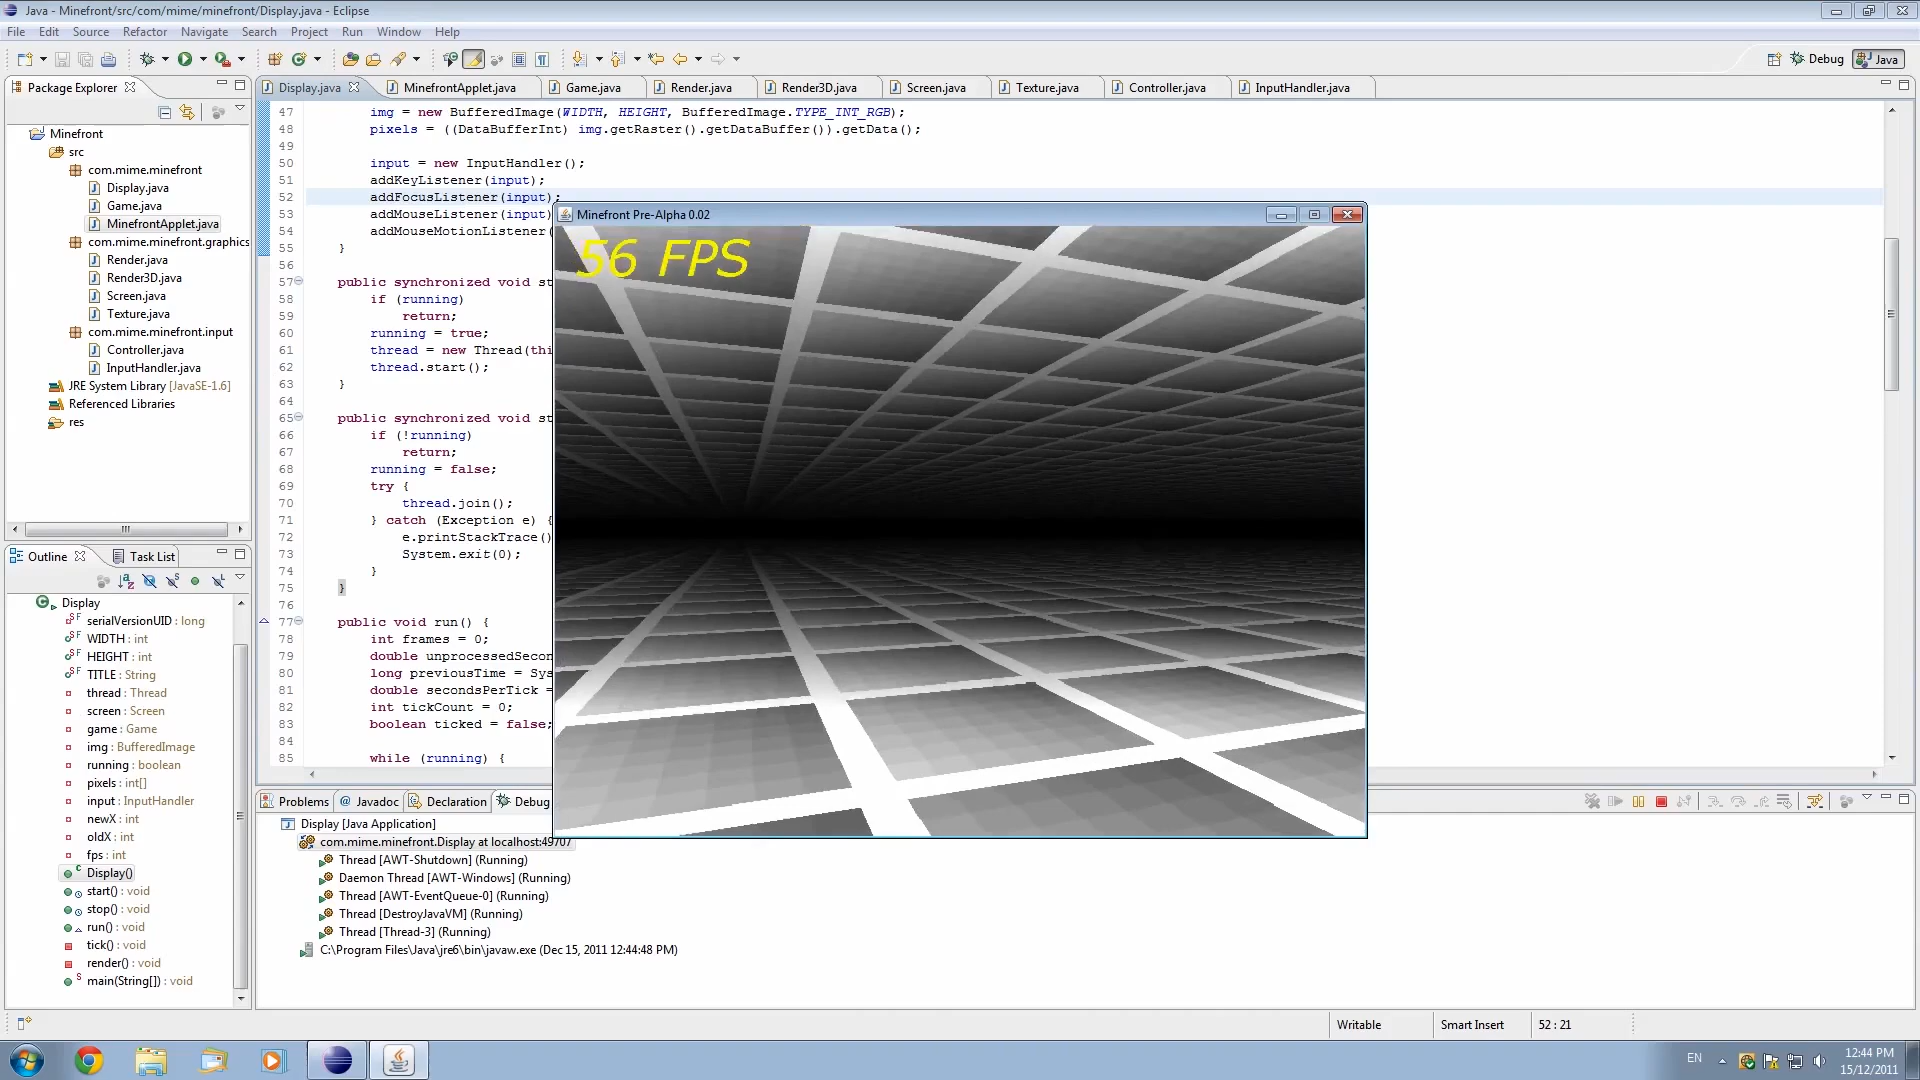 Java - Minefront/src/com/mime/minefront/Display.java - Eclipse
File Edit Source Refactor Navigate Search Project Run Window Help
Debug Java
Package Explorer
Minefront
src
com.mime.minefront
Display.java
Game.java
MinefrontApplet.java
com.mime.minefront.graphics
Render.java
Render3D.java
Screen.java
Texture.java
com.mime.minefront.input
Controller.java
InputHandler.java
JRE System Library [JavaSE-1.6]
Referenced Libraries
res
Outline Task List
Display
serialVersionUID : long
WIDTH : int
HEIGHT : int
TITLE : String
thread : Thread
screen : Screen
game : Game
img : BufferedImage
running : boolean
pixels : int[]
input : InputHandler
newX : int
oldX : int
fps : int
Display()
start() : void
stop() : void
run() : void
tick() : void
render() : void
main(String[]) : void
Display.java MinefrontApplet.java Game.java Render.java Render3D.java Screen.java Texture.java Controller.java InputHandler.java
47 img = new BufferedImage(WIDTH, HEIGHT, BufferedImage.TYPE_INT_RGB);
48 pixels = ((DataBufferInt) img.getRaster().getDataBuffer()).getData();
49
50 input = new InputHandler();
51 addKeyListener(input);
52 addFocusListener(input);
53 addMouseListener(input)
54 addMouseMotionListener(
55 }
56
57 public synchronized void st
58 if (running)
59 return;
60 running = true;
61 thread = new Thread(thi
62 thread.start();
63 }
64
65 public synchronized void st
66 if (!running)
67 return;
68 running = false;
69 try {
70 thread.join();
71 } catch (Exception e) {
72 e.printStackTrace()
73 System.exit(0);
74 }
75 }
76
77 public void run() {
78 int frames = 0;
79 double unprocessedSecon
80 long previousTime = Sys
81 double secondsPerTick =
82 int tickCount = 0;
83 boolean ticked = false;
84
85 while (running) {
Minefront Pre-Alpha 0.02
56 FPS
Problems Javadoc Declaration Debug
Display [Java Application]
com.mime.minefront.Display at localhost:49707
Thread [AWT-Shutdown] (Running)
Daemon Thread [AWT-Windows] (Running)
Thread [AWT-EventQueue-0] (Running)
Thread [DestroyJavaVM] (Running)
Thread [Thread-3] (Running)
C:\Program Files\Java\jre6\bin\javaw.exe (Dec 15, 2011 12:44:48 PM)
Writable Smart Insert 52 : 21
EN
12:44 PM
15/12/2011